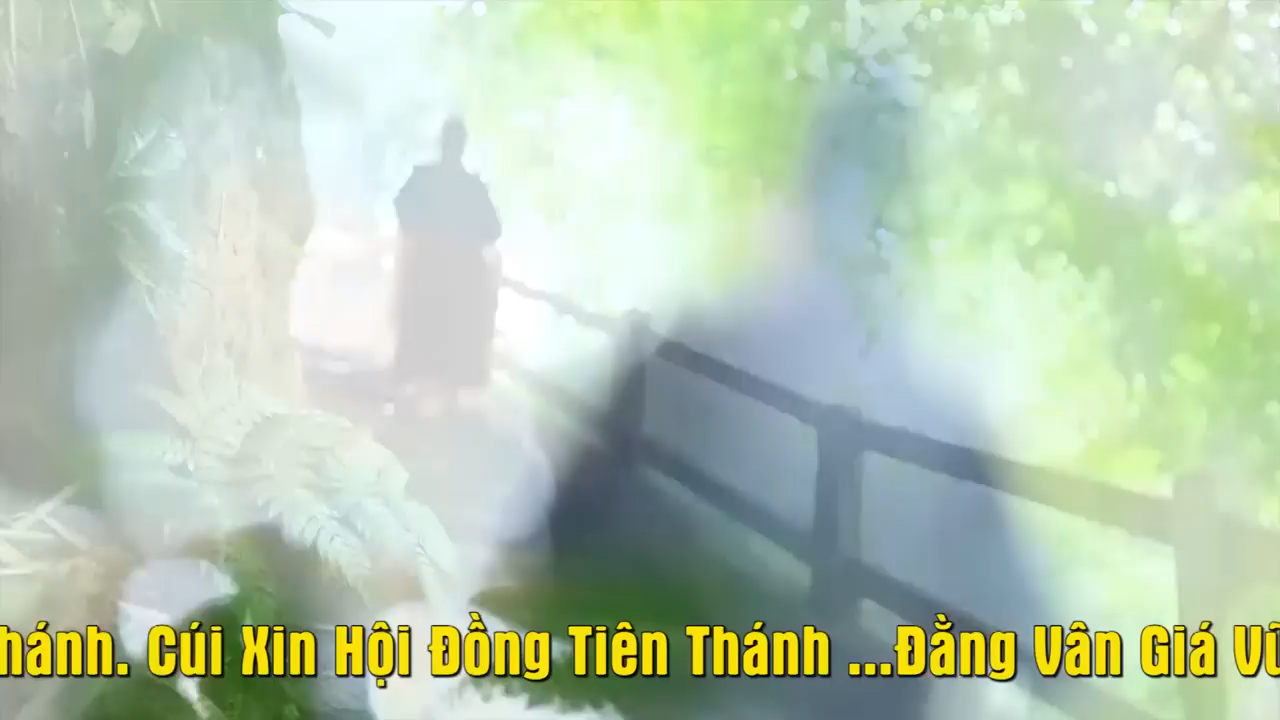 hánh. Cúi Xin Hội Đồng Tiên Thánh ...Đằng Vân Giá Vũ